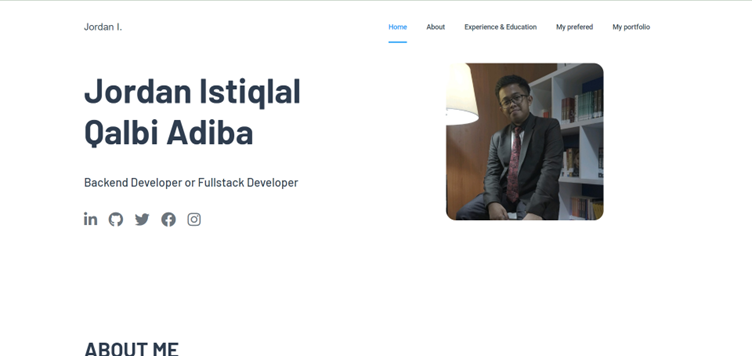 Jordan I.
Home About Experience & Education My prefered My portfolio
Jordan Istiqlal
Qalbi Adiba
Backend Developer or Fullstack Developer
in
ABOUT ME